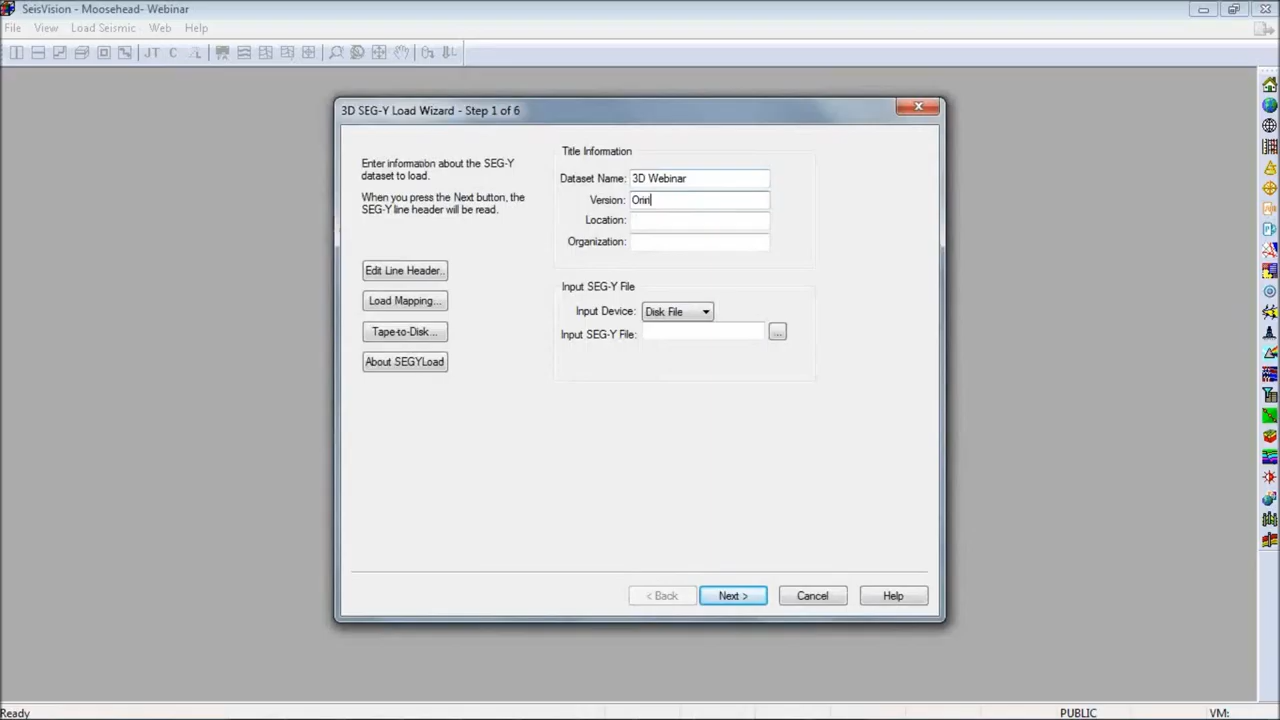 SeisVision - Moosehead- Webinar
File View Load Seismic Web Help
JT C
3D SEG-Y Load Wizard - Step 1 of 6
Enter information about the SEG-Y
dataset to load.
When you press the Next button, the
SEG-Y line header will be read.
Edit Line Header..
Load Mapping...
Tape-to-Disk...
About SEGYLoad
Title Information
Dataset Name: 3D Webinar
Version: Orin
Location:
Organization:
Input SEG-Y File
Input Device: Disk File
Input SEG-Y File: ...
< Back Next > Cancel Help
Ready PUBLIC VM: